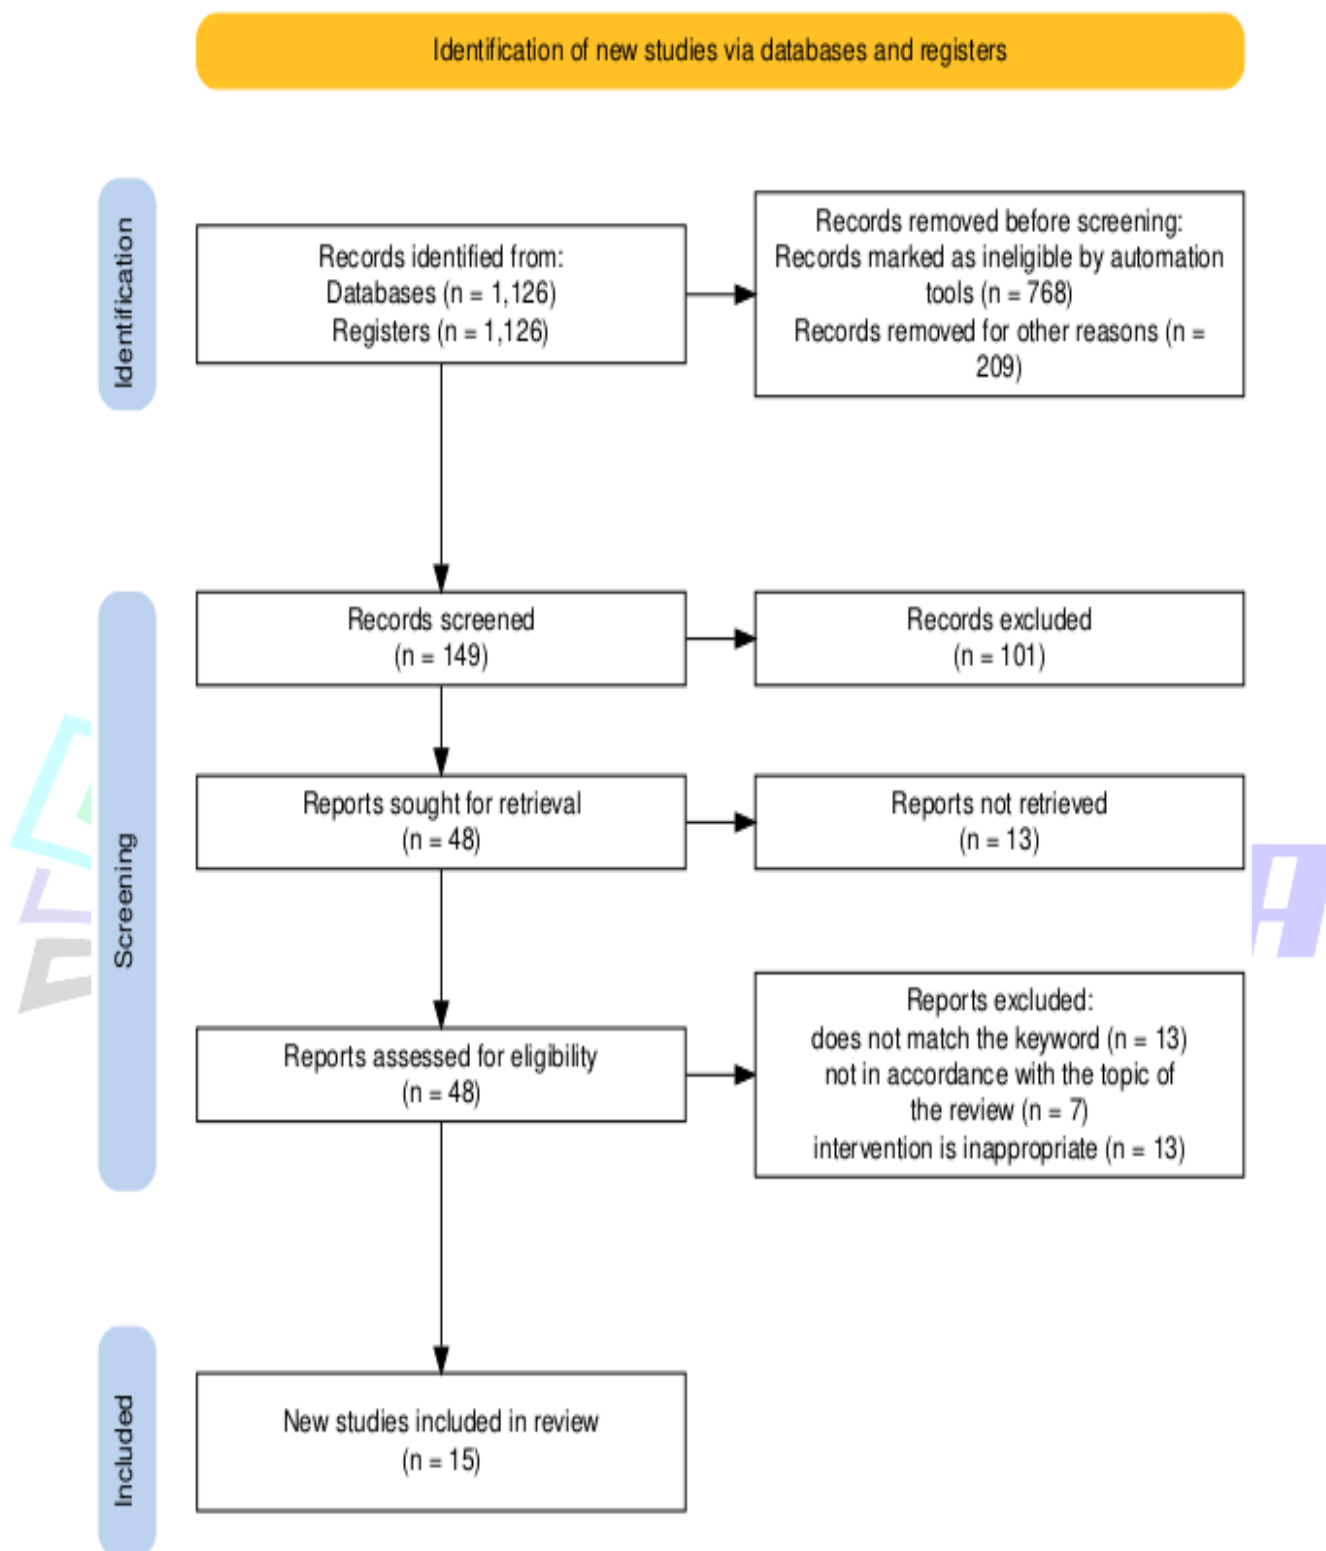 Identification of new studies via databases and registers
Identification
Records identified from:
Databases (n = 1,126)
Registers (n = 1,126)
Records removed before screening:
Records marked as ineligible by automation
tools (n = 768)
Records removed for other reasons (n =
209)
Screening
Records screened
(n = 149)
Records excluded
(n = 101)
Reports sought for retrieval
(n = 48)
Reports not retrieved
(n = 13)
Reports assessed for eligibility
(n = 48)
Reports excluded:
does not match the keyword (n = 13)
not in accordance with the topic of
the review (n = 7)
intervention is inappropriate (n = 13)
Included
New studies included in review
(n = 15)